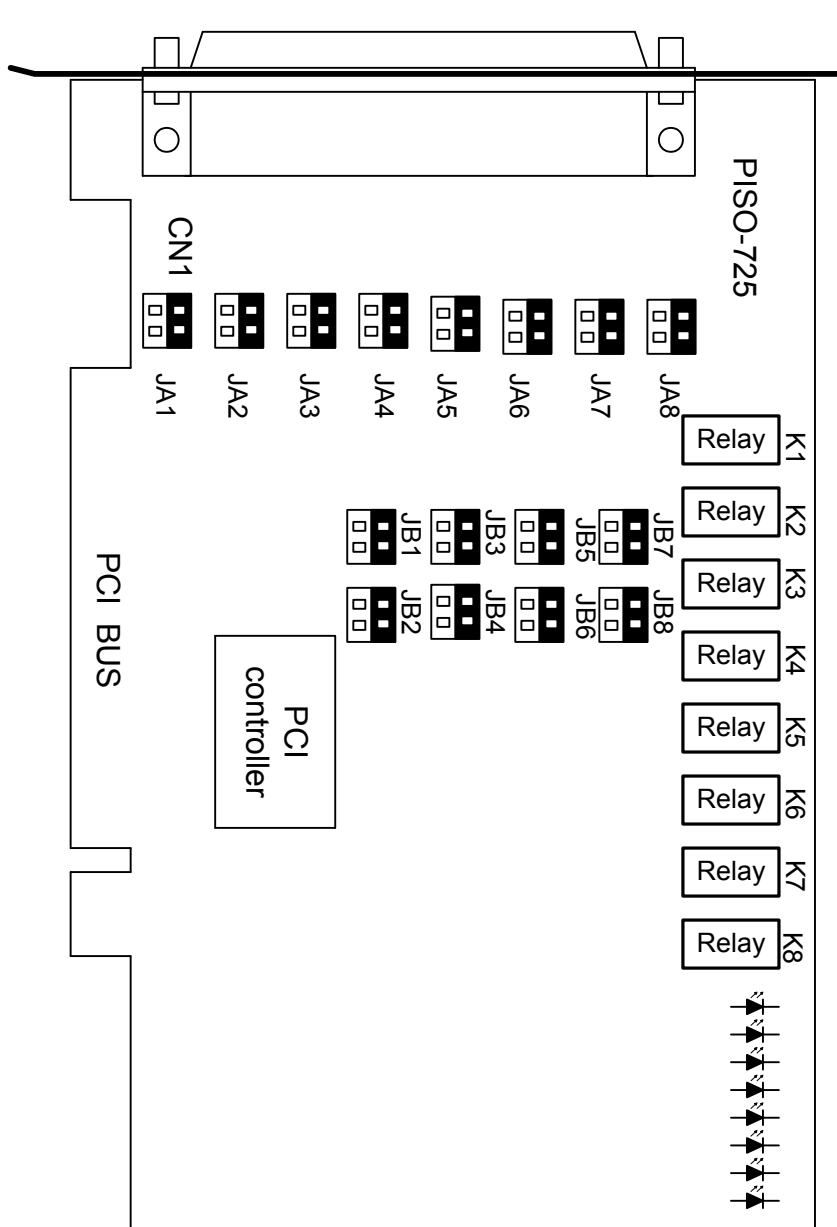 PISO-725
CN1
JA1
JA2
JA3
JA4
JA5
JA6
JA7
JA8
Relay K1
Relay K2
Relay K3
Relay K4
Relay K5
Relay K6
Relay K7
Relay K8
JB1
JB3
JB5
JB7
JB2
JB4
JB6
JB8
PCI BUS
PCI
controller